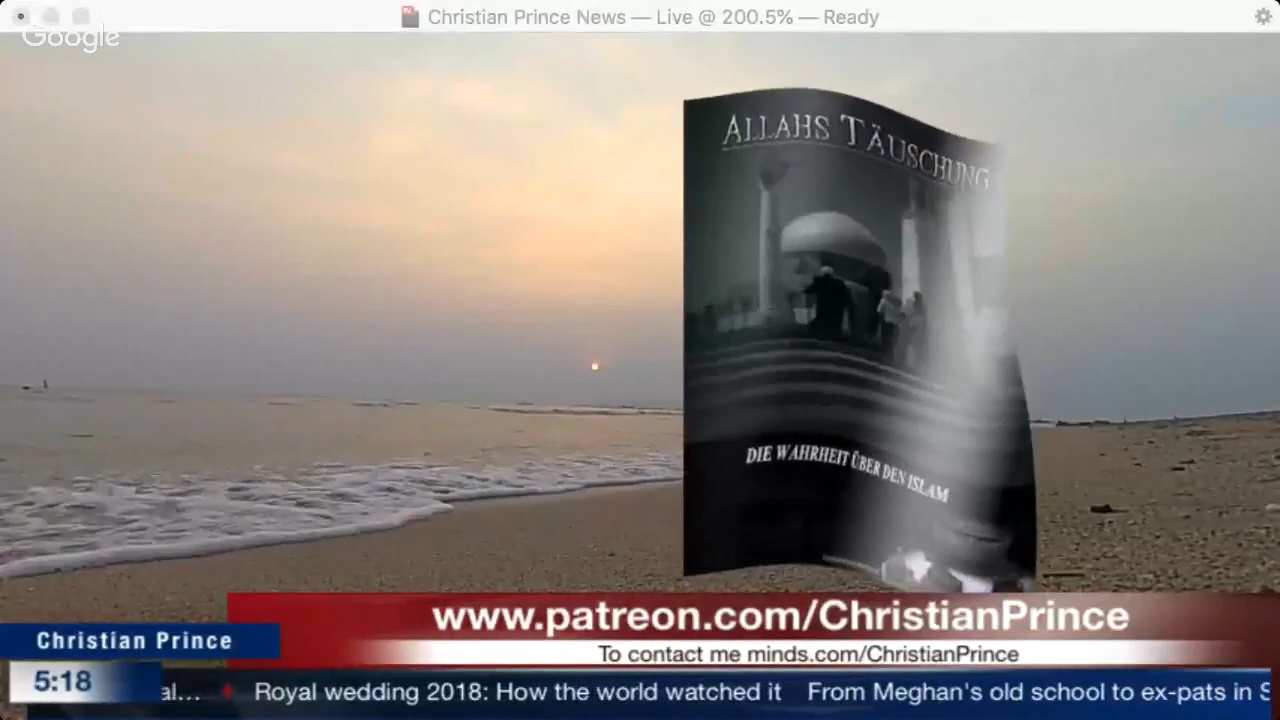 Christian Prince News — Live @ 200.5% — Ready
Google
ALLAHS TÄUSCHUNG
DIE WAHRHEIT ÜBER DEN ISLAM
www.patreon.com/ChristianPrince
Christian Prince
To contact me minds.com/ChristianPrince
5:18
al... Royal wedding 2018: How the world watched it From Meghan's old school to ex-pats in S